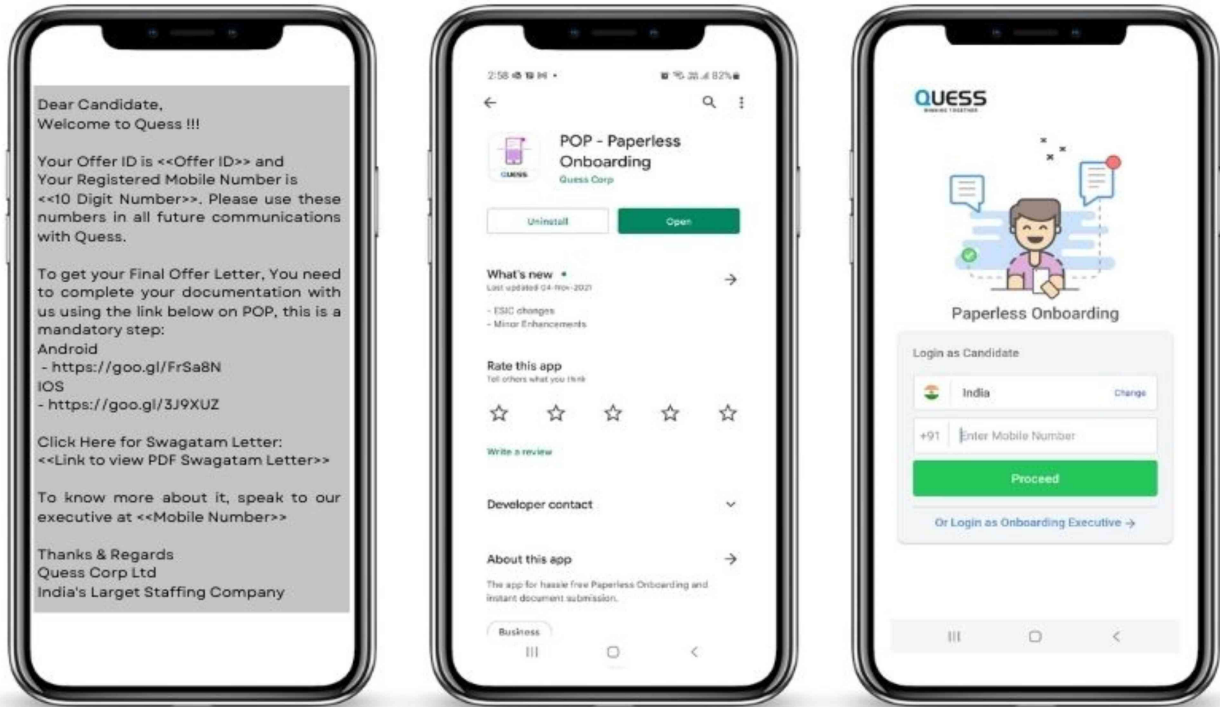 Dear Candidate,
Welcome to Quess !!!
Your Offer ID is <<Offer ID>> and
Your Registered Mobile Number is
<<10 Digit Number>>. Please use these
numbers in all future communications
with Quess.
To get your Final Offer Letter, You need
to complete your documentation with
us using the link below on POP, this is a
mandatory step:
Android
- https://goo.gl/FrSa8N
IOS
- https://goo.gl/3J9XUZ
Click Here for Swagatam Letter:
<<Link to view PDF Swagatam Letter>>
To know more about it, speak to our
executive at <<Mobile Number>>
Thanks & Regards
Quess Corp Ltd
India's Larget Staffing Company
2:58
82%
QUESS
POP - Paperless
Onboarding
Quess Corp
Uninstall
Open
What's new •
Last updated 04-Nov-2021
- ESIC changes
- Minor Enhancements
Rate this app
Tell others what you think
Write a review
Developer contact
About this app
The app for hassle free Paperless Onboarding and
instant document submission.
Business
QUESS
WINNING TOGETHER
Paperless Onboarding
Login as Candidate
India
Change
+91
Enter Mobile Number
Proceed
Or Login as Onboarding Executive →